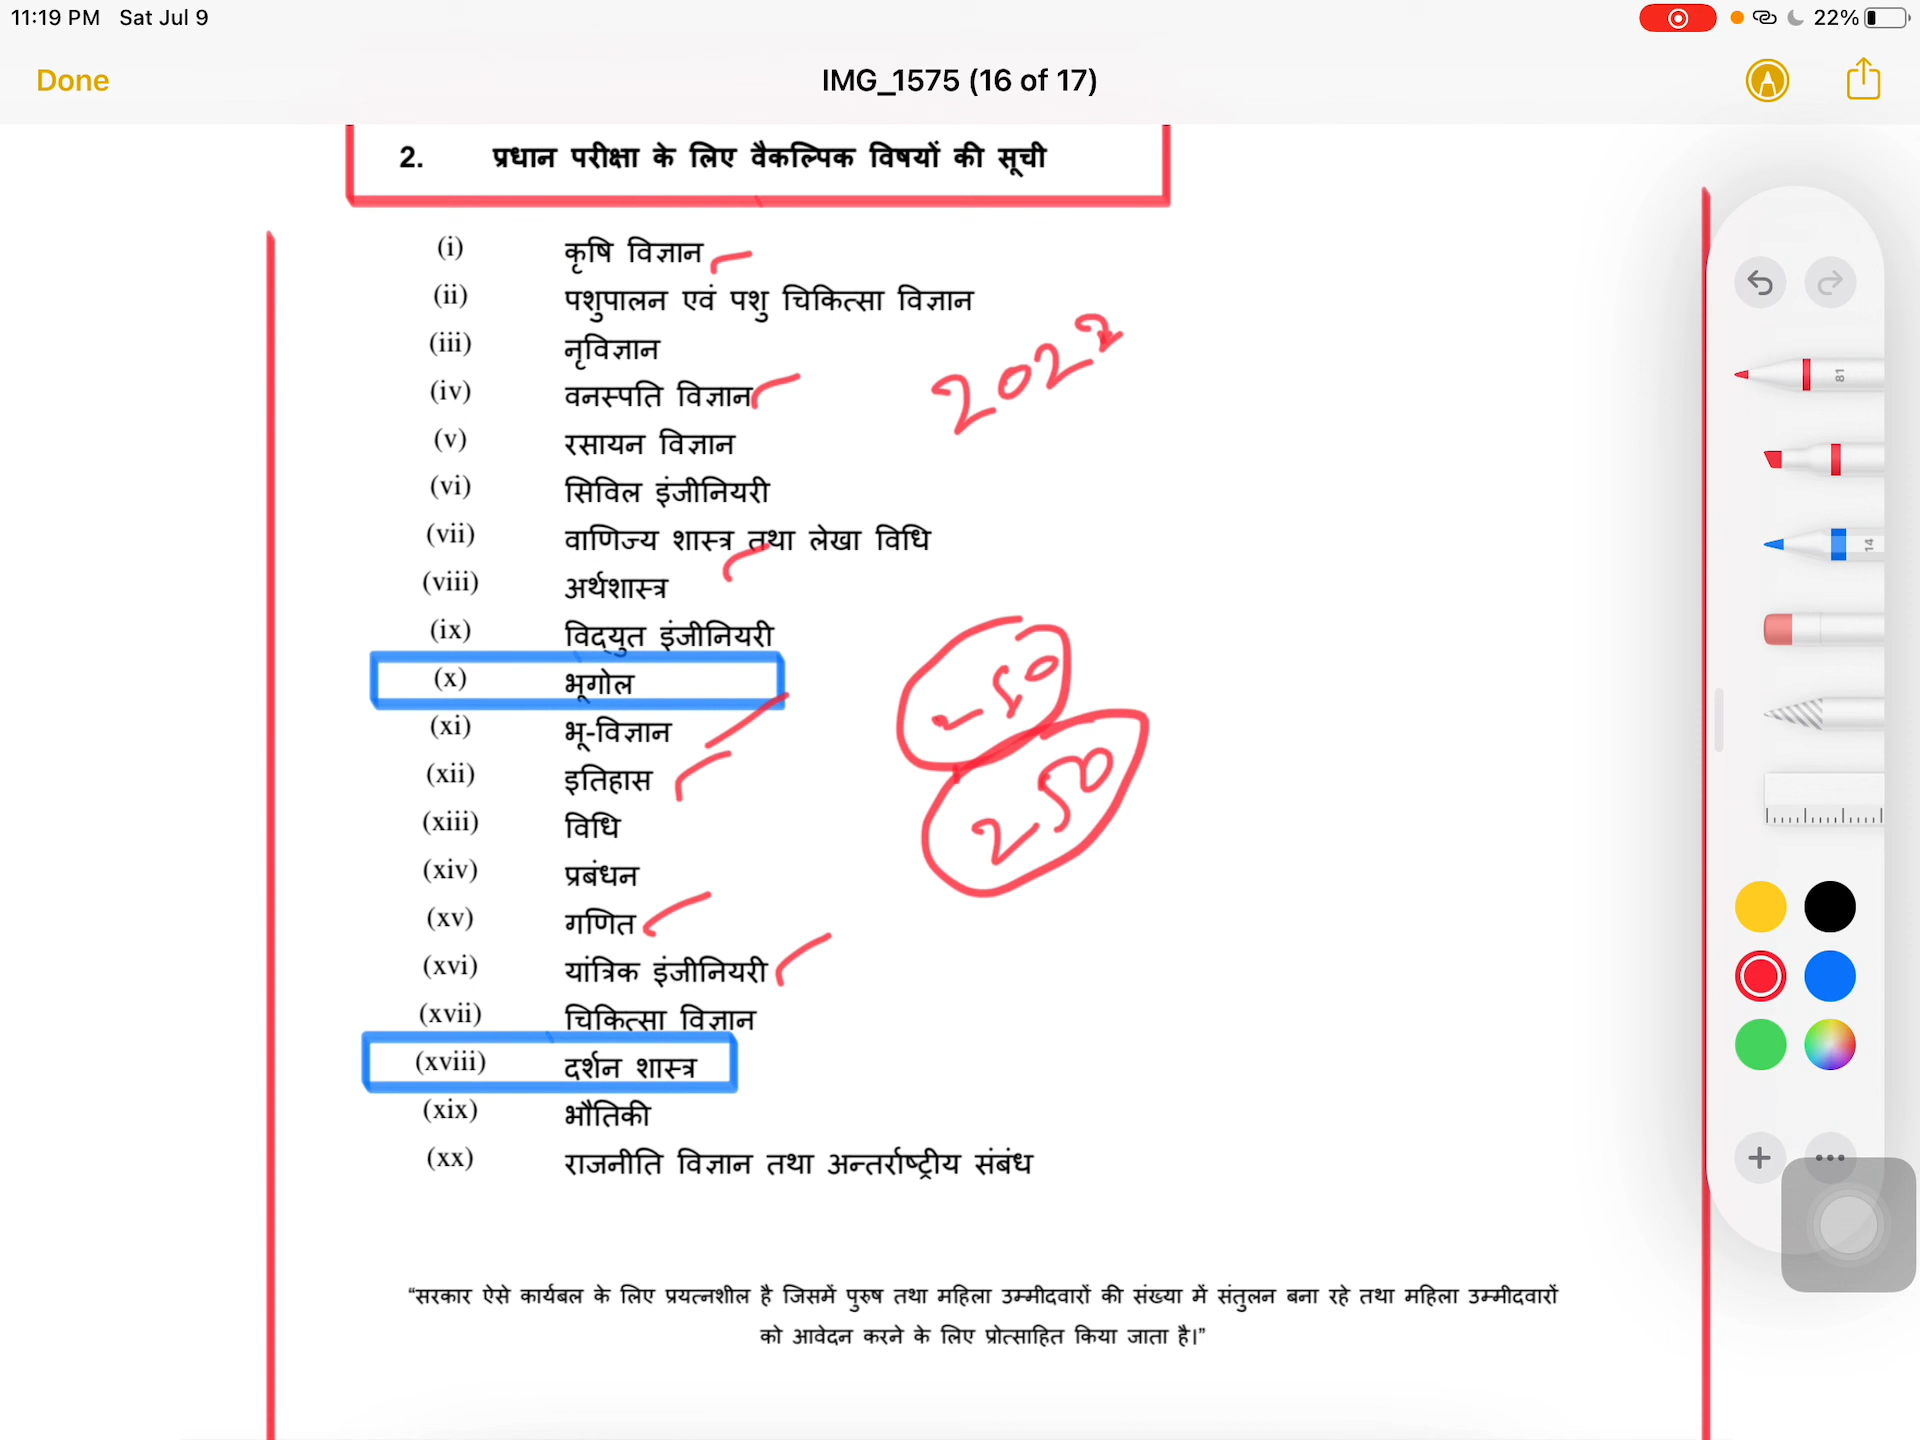 11:19 PM Sat Jul 9
22%
Done
IMG_1575 (16 of 17)
2. प्रधान परीक्षा के लिए वैकल्पिक विषयों की सूची
(i) कृषि विज्ञान
(ii) पशुपालन एवं पशु चिकित्सा विज्ञान
(iii) नृविज्ञान
(iv) वनस्पति विज्ञान
2022
(v) रसायन विज्ञान
(vi) सिविल इंजीनियरी
(vii) वाणिज्य शास्त्र तथा लेखा विधि
(viii) अर्थशास्त्र
(ix) विद्युत इंजीनियरी
(x) भूगोल
250
(xi) भू-विज्ञान
(xii) इतिहास
250
(xiii) विधि
(xiv) प्रबंधन
(xv) गणित
(xvi) यांत्रिक इंजीनियरी
(xvii) चिकित्सा विज्ञान
(xviii) दर्शन शास्त्र
(xix) भौतिकी
(xx) राजनीति विज्ञान तथा अन्तर्राष्ट्रीय संबंध
“सरकार ऐसे कार्यबल के लिए प्रयत्नशील है जिसमें पुरुष तथा महिला उम्मीदवारों की संख्या में संतुलन बना रहे तथा महिला उम्मीदवारों
को आवेदन करने के लिए प्रोत्साहित किया जाता है।”
81
14